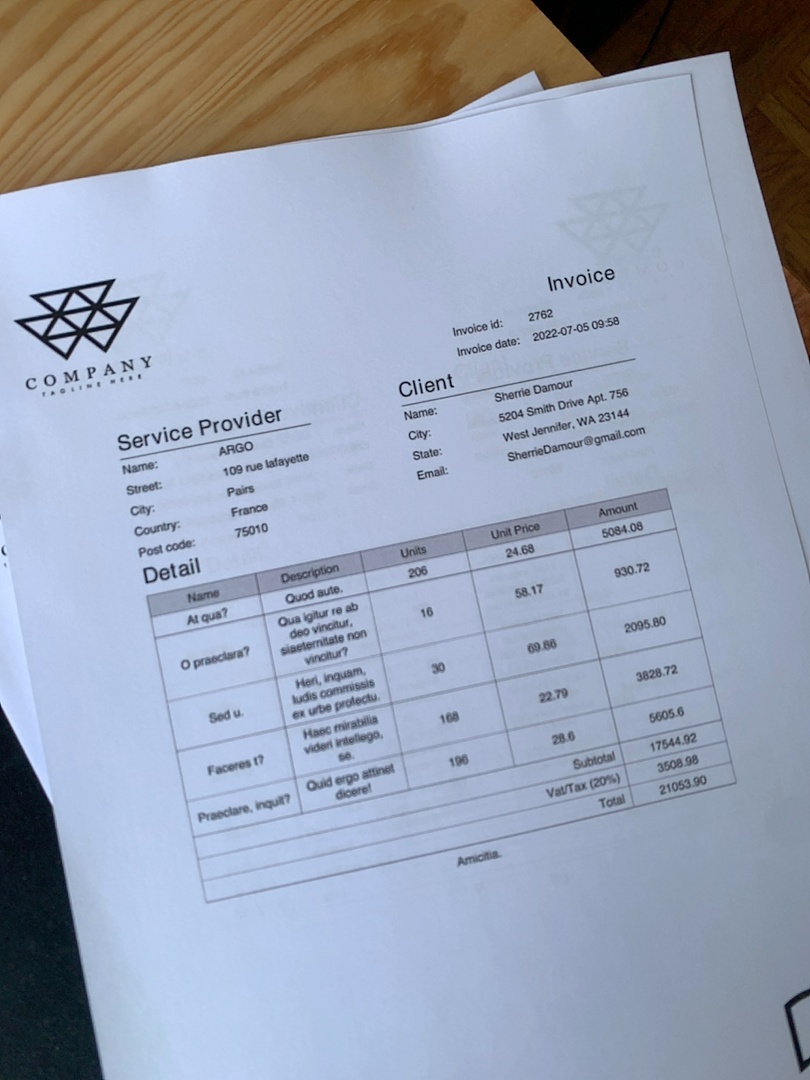 COMPANY
TAGLINE HERE
Invoice
Invoice id: 2762
Invoice date: 2022-07-05 09:58
Service Provider
Name: ARGO
Street: 109 rue lafayette
City: Pairs
Country: France
Post code: 75010
Client
Name: Sherrie Damour
City: 5204 Smith Drive Apt. 756
State: West Jennifer, WA 23144
Email: SherrieDamour@gmail.com
Detail
Name Description Units Unit Price Amount
At qua? Quod aute. 206 24.68 5084.08
O praeclara? Qua igitur re ab
deo vincitur,
siaeternitate non
vincitur? 16 58.17 930.72
Sed u. Heri, inquam,
ludis commissis
ex urbe profectu. 30 69.86 2095.80
Faceres t? Haec mirabilia
videri intellego,
se. 168 22.79 3828.72
Praeclare, inquit? Quid ergo attinet
dicere! 196 28.6 5605.6
Subtotal 17544.92
Vat/Tax (20%) 3508.98
Total 21053.90
Amicitia.